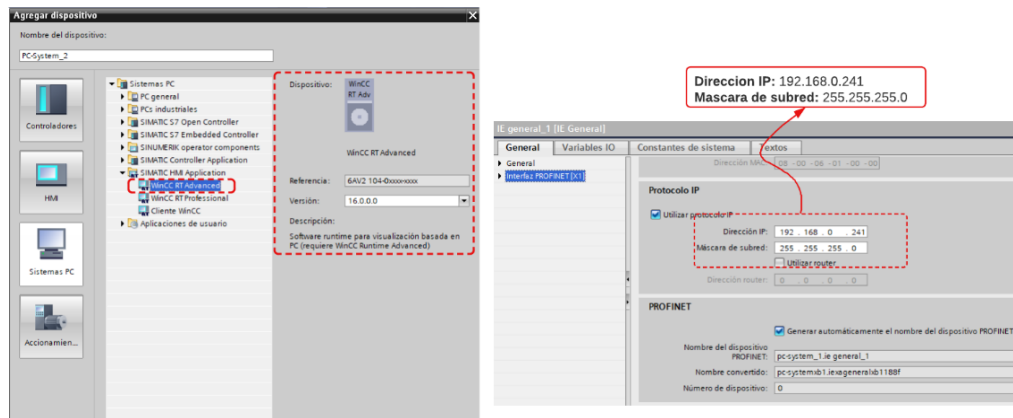 Agregar dispositivo
Nombre del dispositivo:
PC-System_2
Controladores
HMI
Sistemas PC
Accionamien...
Sistemas PC
PC general
PCs industriales
SIMATIC S7 Open Controller
SIMATIC S7 Embedded Controller
SINUMERIK operator components
SIMATIC Controller Application
SIMATIC HMI Application
WinCC RT Advanced
WinCC RT Professional
Cliente WinCC
Aplicaciones de usuario
Dispositivo:
WinCC
RT Adv
WinCC RT Advanced
Referencia: 6AV2 104-0xxxx-xxxx
Versión: 16.0.0.0
Descripción:
Software runtime para visualización basada en
PC (requiere WinCC Runtime Advanced)
Direccion IP: 192.168.0.241
Mascara de subred: 255.255.255.0
IE general_1 [IE General]
General Variables IO Constantes de sistema Textos
General
Interfaz PROFINET [X1]
Dirección MAC: 08 -00 -06 -01 -00 -00
Protocolo IP
Utilizar protocolo IP
Dirección IP: 192 . 168 . 0 . 241
Máscara de subred: 255 . 255 . 255 . 0
Utilizar router
Dirección router: 0 . 0 . 0 . 0
PROFINET
Generar automáticamente el nombre del dispositivo PROFINET
Nombre del dispositivo
PROFINET: pc-system_1.ie general_1
Nombre convertido: pc-systemxb1.iexageneralxb1188f
Número de dispositivo: 0